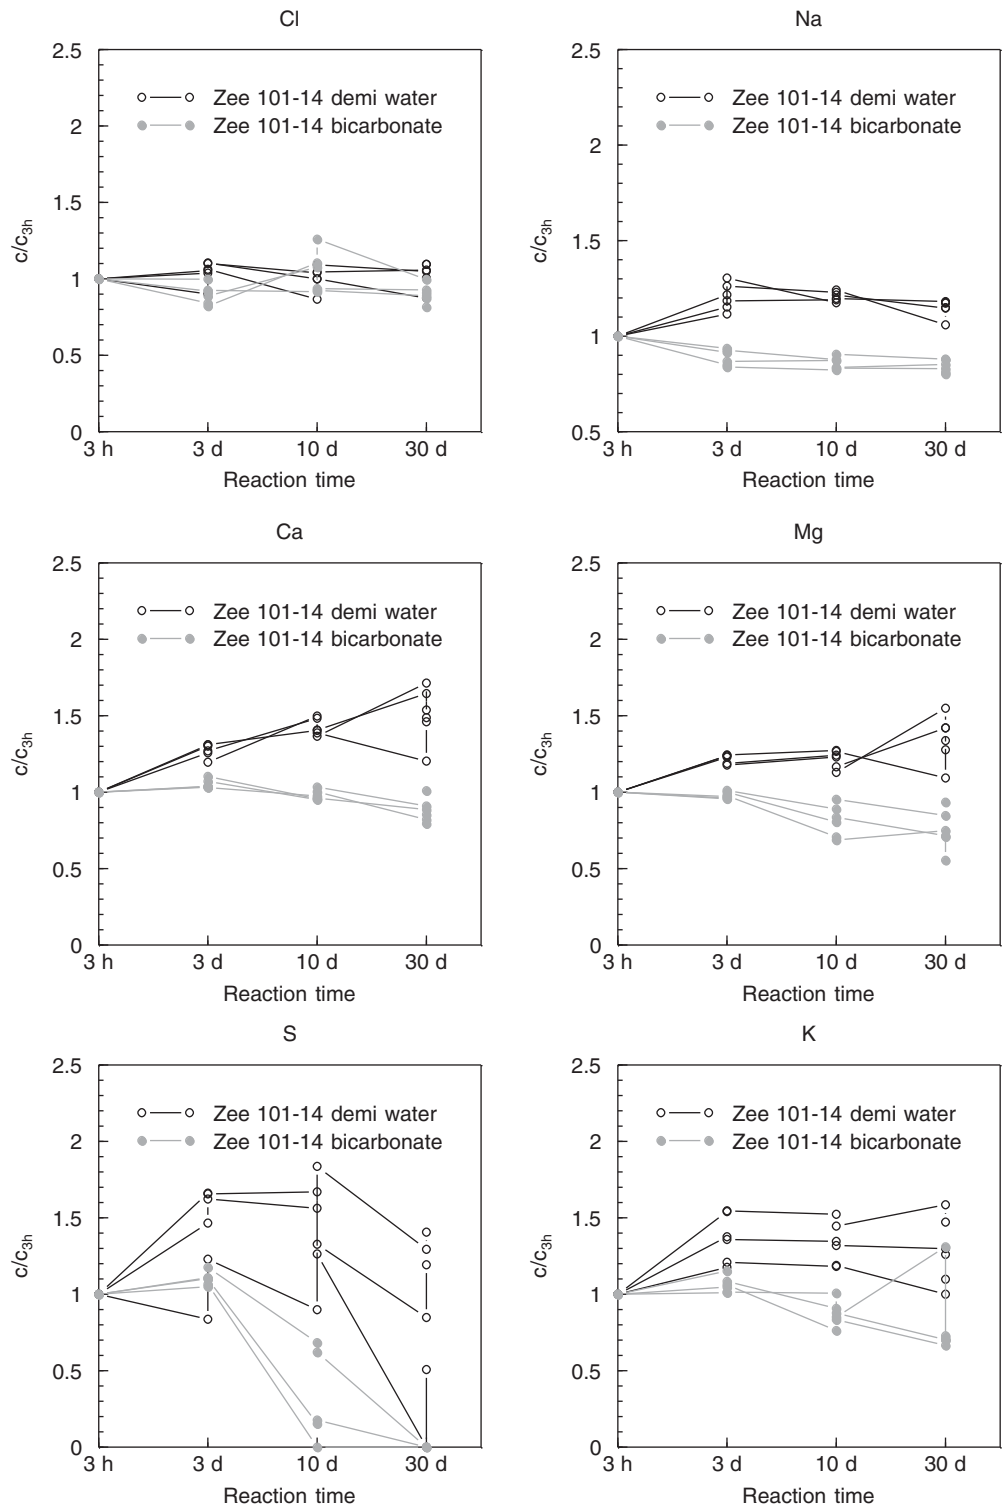 Cl
2.5
2
1.5
1
0.5
0
c/c3h
Zee 101-14 demi water
Zee 101-14 bicarbonate
3 h 3 d 10 d 30 d
Reaction time
Na
2.5
2
1.5
1
0.5
c/c3h
Zee 101-14 demi water
Zee 101-14 bicarbonate
3 h 3 d 10 d 30 d
Reaction time
Ca
2.5
2
1.5
1
0.5
0
c/c3h
Zee 101-14 demi water
Zee 101-14 bicarbonate
3 h 3 d 10 d 30 d
Reaction time
Mg
2.5
2
1.5
1
0.5
0
c/c3h
Zee 101-14 demi water
Zee 101-14 bicarbonate
3 h 3 d 10 d 30 d
Reaction time
S
2.5
2
1.5
1
0.5
0
c/c3h
Zee 101-14 demi water
Zee 101-14 bicarbonate
3 h 3 d 10 d 30 d
Reaction time
K
2.5
2
1.5
1
0.5
0
c/c3h
Zee 101-14 demi water
Zee 101-14 bicarbonate
3 h 3 d 10 d 30 d
Reaction time